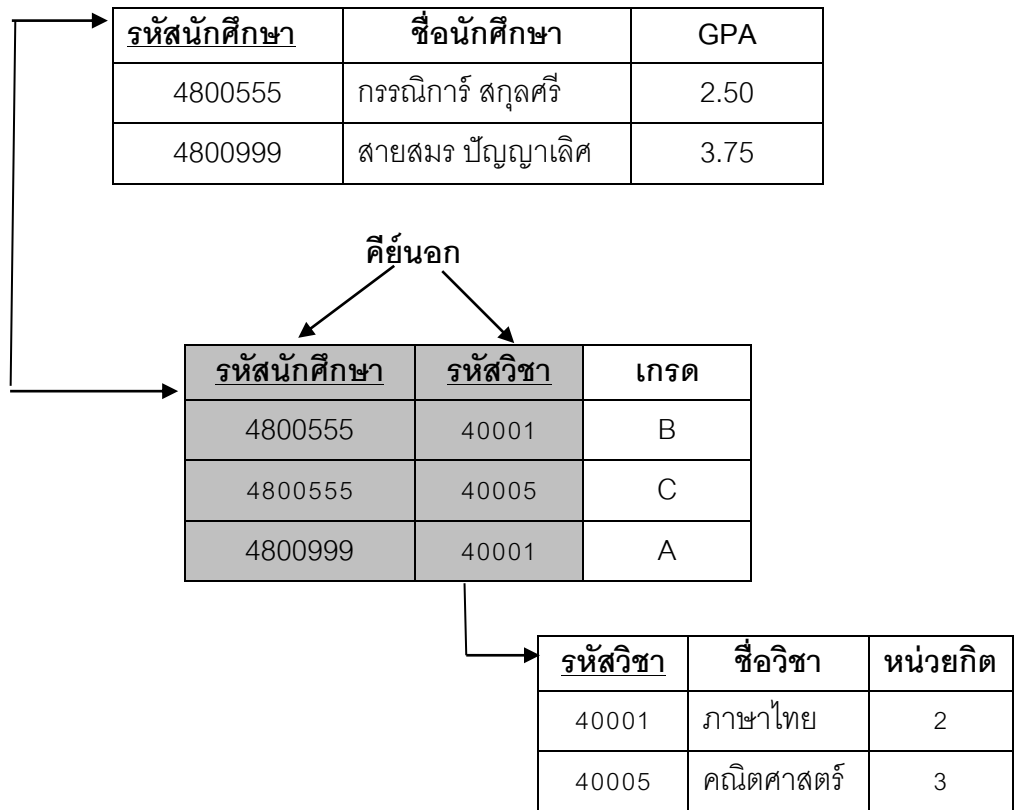 รหัสนักศึกษา ชื่อนักศึกษา GPA
4800555 กรรณิการ์ สกุลศรี 2.50
4800999 สายสมร ปัญญาเลิศ 3.75
คีย์นอก
รหัสนักศึกษา รหัสวิชา เกรด
4800555 40001 B
4800555 40005 C
4800999 40001 A
รหัสวิชา ชื่อวิชา หน่วยกิต
40001 ภาษาไทย 2
40005 คณิตศาสตร์ 3